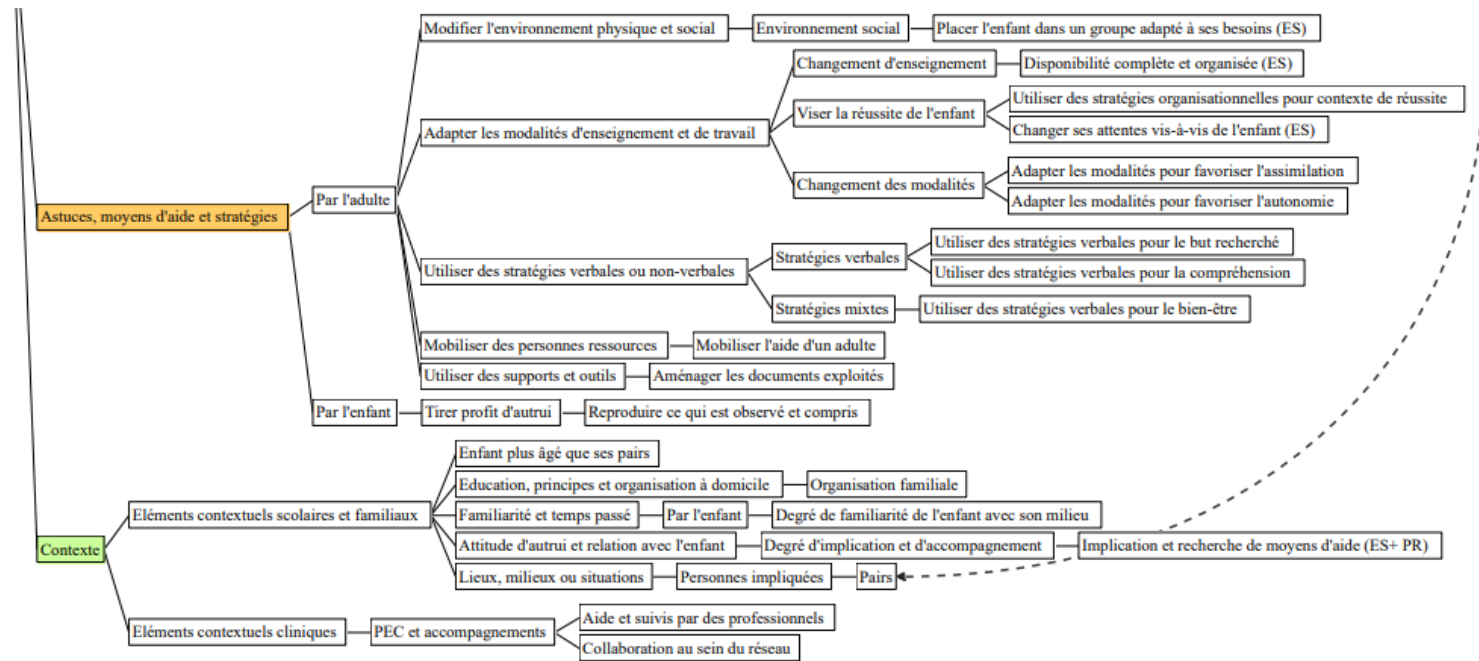 Modifier l'environnement physique et social
Environnement social
Placer l'enfant dans un groupe adapté à ses besoins (ES)
Changement d'enseignement
Disponibilité complète et organisée (ES)
Adapter les modalités d'enseignement et de travail
Viser la réussite de l'enfant
Utiliser des stratégies organisationnelles pour contexte de réussite
Changer ses attentes vis-à-vis de l'enfant (ES)
Changement des modalités
Adapter les modalités pour favoriser l'assimilation
Adapter les modalités pour favoriser l'autonomie
Astuces, moyens d'aide et stratégies
Par l'adulte
Utiliser des stratégies verbales ou non-verbales
Stratégies verbales
Utiliser des stratégies verbales pour le but recherché
Utiliser des stratégies verbales pour la compréhension
Stratégies mixtes
Utiliser des stratégies verbales pour le bien-être
Mobiliser des personnes ressources
Mobiliser l'aide d'un adulte
Utiliser des supports et outils
Aménager les documents exploités
Par l'enfant
Tirer profit d'autrui
Reproduire ce qui est observé et compris
Contexte
Eléments contextuels scolaires et familiaux
Enfant plus âgé que ses pairs
Education, principes et organisation à domicile
Organisation familiale
Familiarité et temps passé
Par l'enfant
Degré de familiarité de l'enfant avec son milieu
Attitude d'autrui et relation avec l'enfant
Degré d'implication et d'accompagnement
Implication et recherche de moyens d'aide (ES+ PR)
Lieux, milieux ou situations
Personnes impliquées
Pairs
Eléments contextuels cliniques
PEC et accompagnements
Aide et suivis par des professionnels
Collaboration au sein du réseau